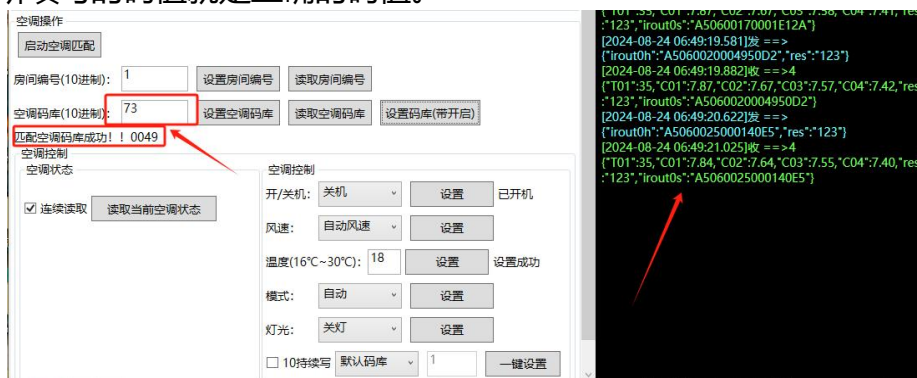 空调操作
启动空调匹配
房间编号(10进制): 1 设置房间编号 读取房间编号
空调码库(10进制): 73 设置空调码库 读取空调码库 设置码库(带开启)
匹配空调码库成功!！0049
空调控制
空调状态
连续读取 读取当前空调状态
空调控制
开/关机: 关机 设置 已开机
风速: 自动风速 设置
温度(16℃~30℃): 18 设置 设置成功
模式: 自动 设置
灯光: 关灯 设置
10持续写 默认码库 1 一键设置
:"123","irout0s":"A50600170001E12A"}
[2024-08-24 06:49:19.581]发 ==>
{"irout0h":"A5060020004950D2","res":"123"}
[2024-08-24 06:49:19.882]收 ==>4
{"T01":35,"C01":7.87,"C02":7.67,"C03":7.57,"C04":7.42,"res
:"123","irout0s":"A5060020004950D2"}
[2024-08-24 06:49:20.622]发 ==>
{"irout0h":"A5060025000140E5","res":"123"}
[2024-08-24 06:49:21.025]收 ==>4
{"T01":35,"C01":7.84,"C02":7.64,"C03":7.55,"C04":7.40,"res
:"123","irout0s":"A5060025000140E5"}